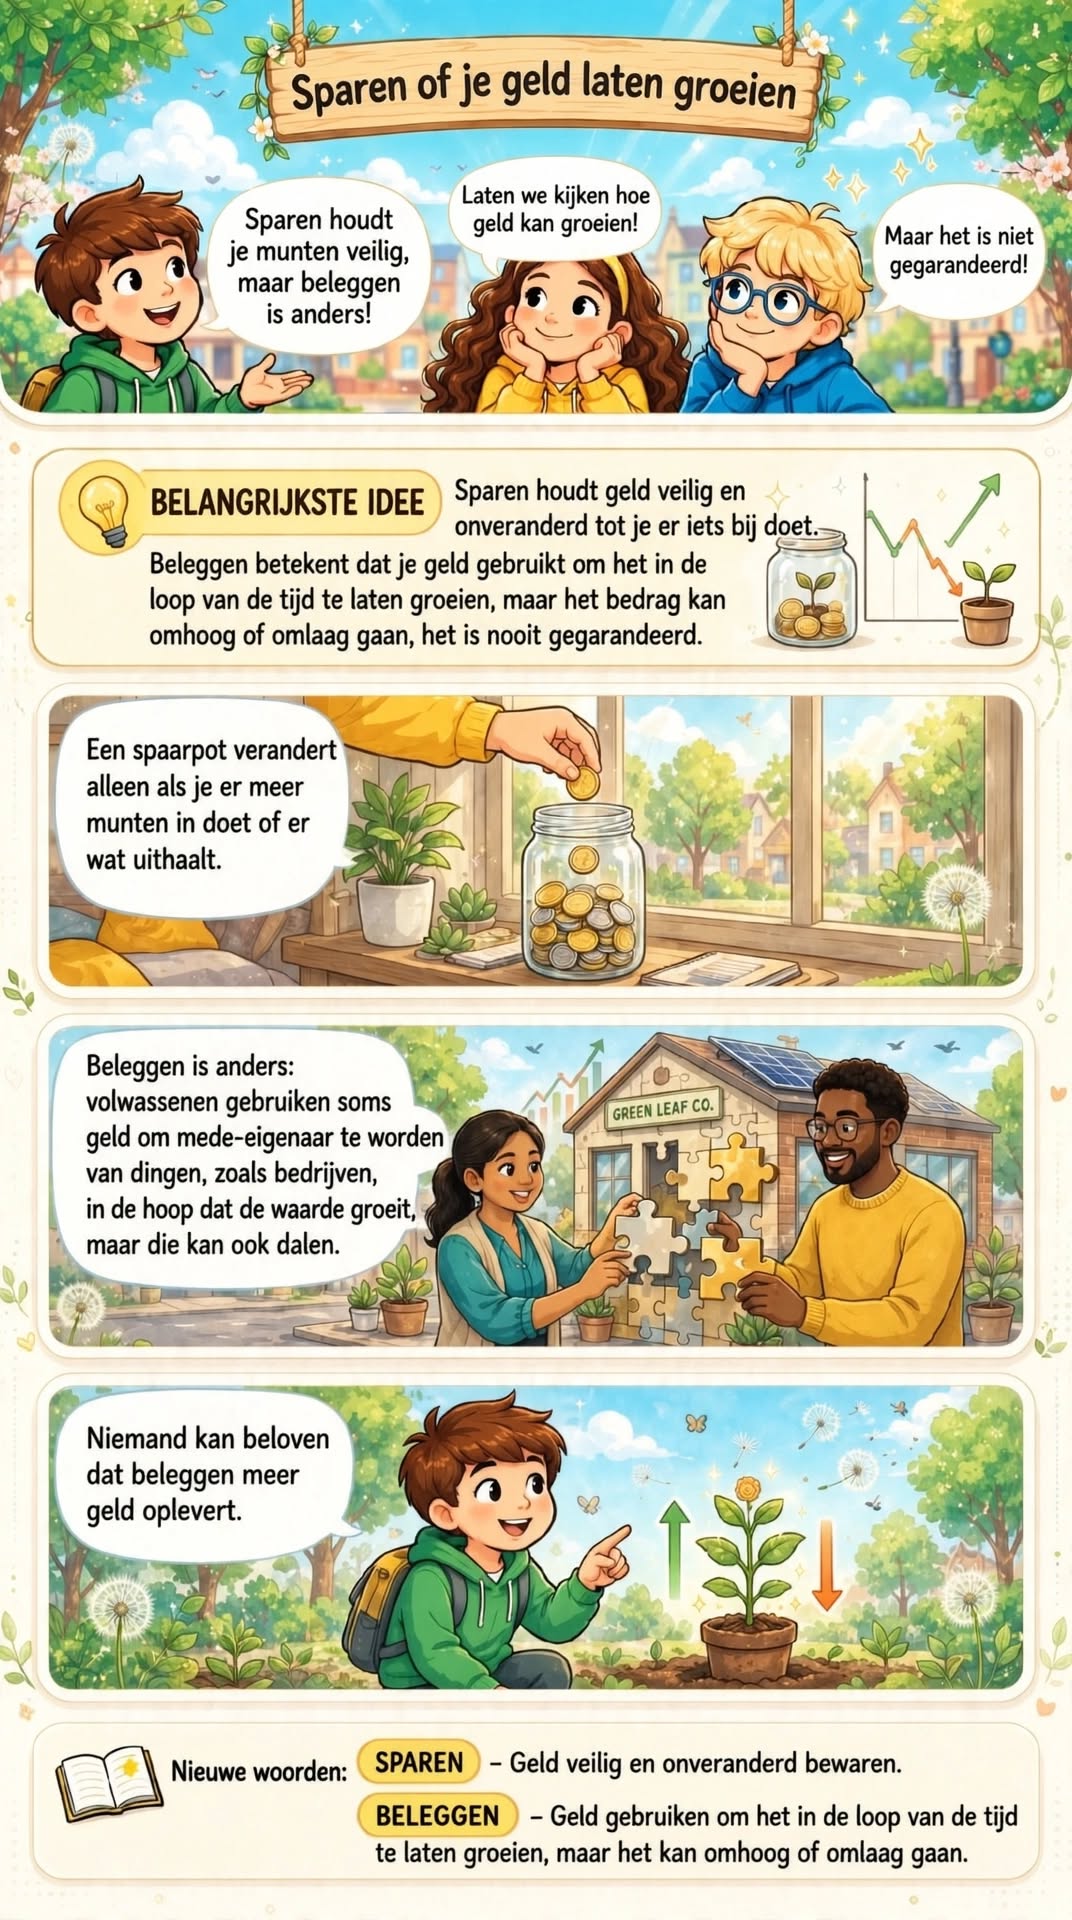 Sparen of je geld laten groeien
Sparen houdt
je munten veilig,
maar beleggen
is anders!
Laten we kijken hoe
geld kan groeien!
Maar het is niet
gegarandeerd!
BELANGRIJKSTE IDEE
Sparen houdt geld veilig en
onveranderd tot je er iets bij doet.
Beleggen betekent dat je geld gebruikt om het in de
loop van de tijd te laten groeien, maar het bedrag kan
omhoog of omlaag gaan, het is nooit gegarandeerd.
Een spaarpot verandert
alleen als je er meer
munten in doet of er
wat uithaalt.
Beleggen is anders:
volwassenen gebruiken soms
geld om mede-eigenaar te worden
van dingen, zoals bedrijven,
in de hoop dat de waarde groeit,
maar die kan ook dalen.
GREEN LEAF CO.
Niemand kan beloven
dat beleggen meer
geld oplevert.
Nieuwe woorden:
SPAREN – Geld veilig en onveranderd bewaren.
BELEGGEN – Geld gebruiken om het in de loop van de tijd
te laten groeien, maar het kan omhoog of omlaag gaan.